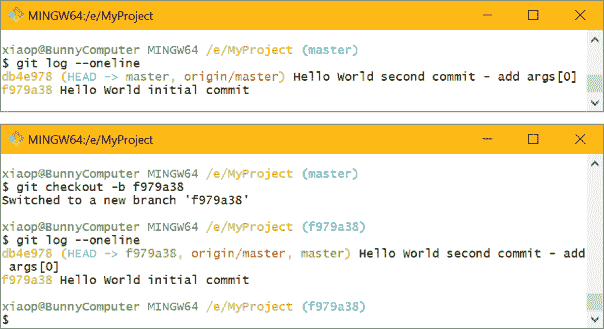 MINGW64:/e/MyProject
xiaop@BunnyComputer MINGW64 /e/MyProject (master)
$ git log --oneline
db4e978 (HEAD -> master, origin/master) Hello World second commit - add args[0]
f979a38 Hello World initial commit
MINGW64:/e/MyProject
xiaop@BunnyComputer MINGW64 /e/MyProject (master)
$ git checkout -b f979a38
Switched to a new branch 'f979a38'
xiaop@BunnyComputer MINGW64 /e/MyProject (f979a38)
$ git log --oneline
db4e978 (HEAD -> f979a38, origin/master, master) Hello World second commit - add
args[0]
f979a38 Hello World initial commit
xiaop@BunnyComputer MINGW64 /e/MyProject (f979a38)
$